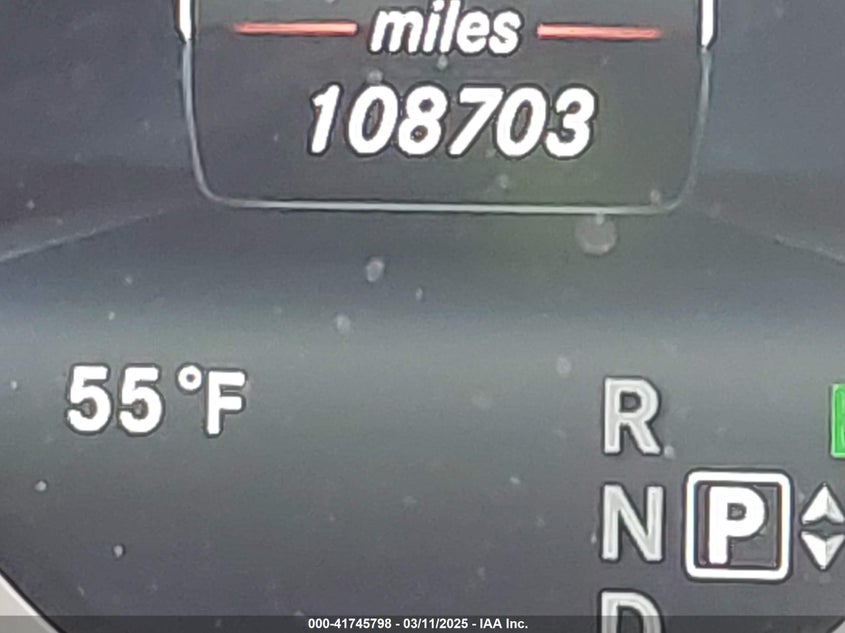 miles
108703
55°F
R
N P
D
000-41745798 - 03/11/2025 - IAA Inc.